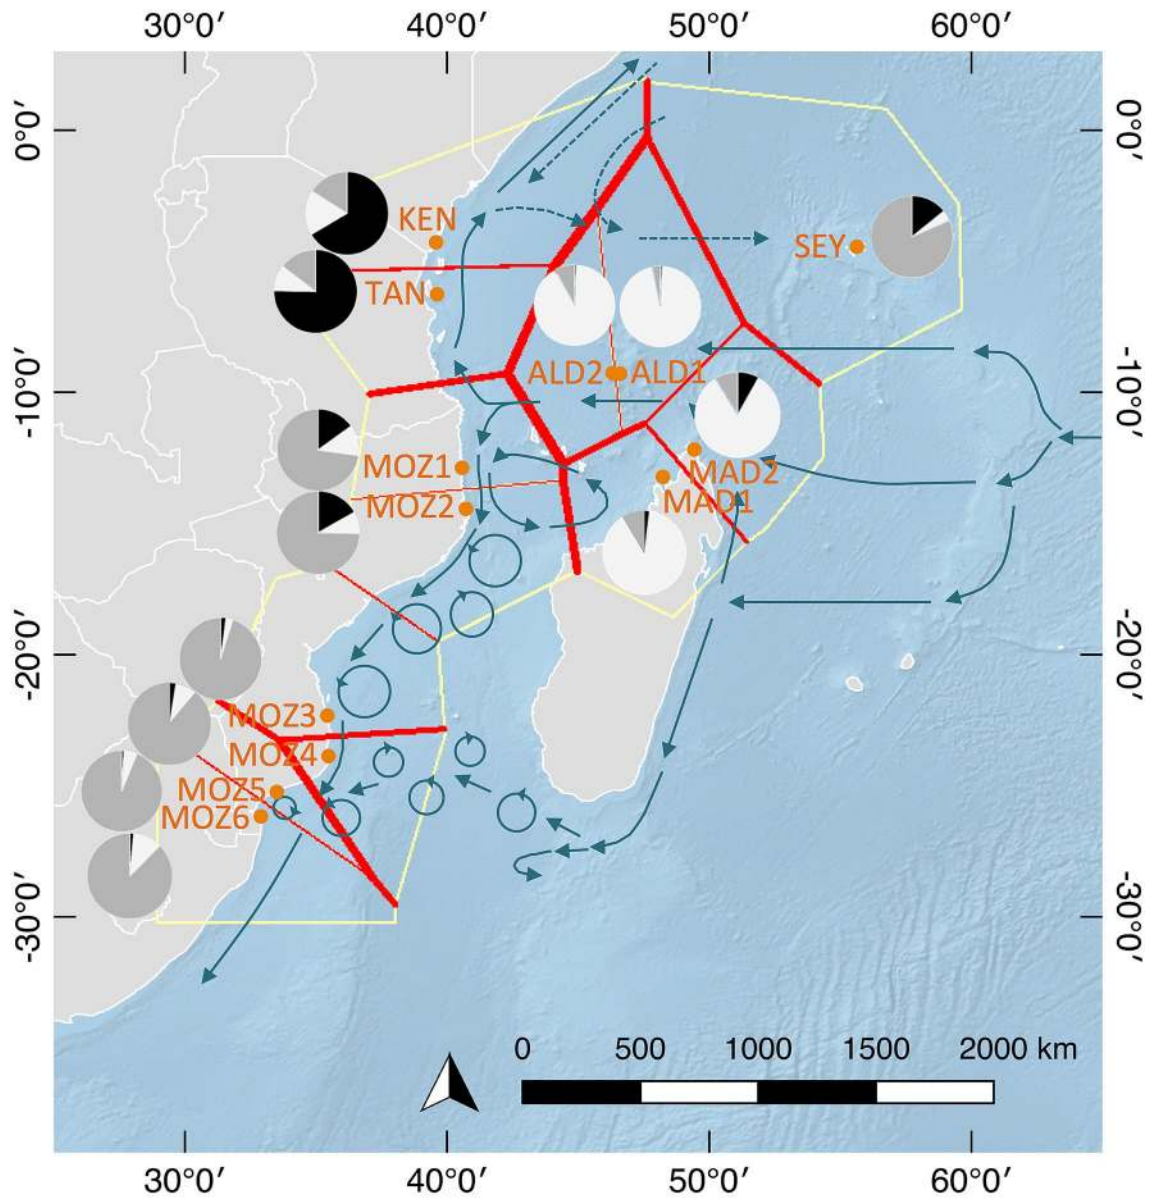 30°0′ 40°0′ 50°0′ 60°0′
0°0′ 0°0′
KEN
SEY
TAN
ALD2 ALD1
-10°0′ -10°0′
MOZ1
MAD2
MOZ2 MAD1
-20°0′ -20°0′
MOZ3
MOZ4
MOZ5
MOZ6
-30°0′ -30°0′
0 500 1000 1500 2000 km
30°0′ 40°0′ 50°0′ 60°0′